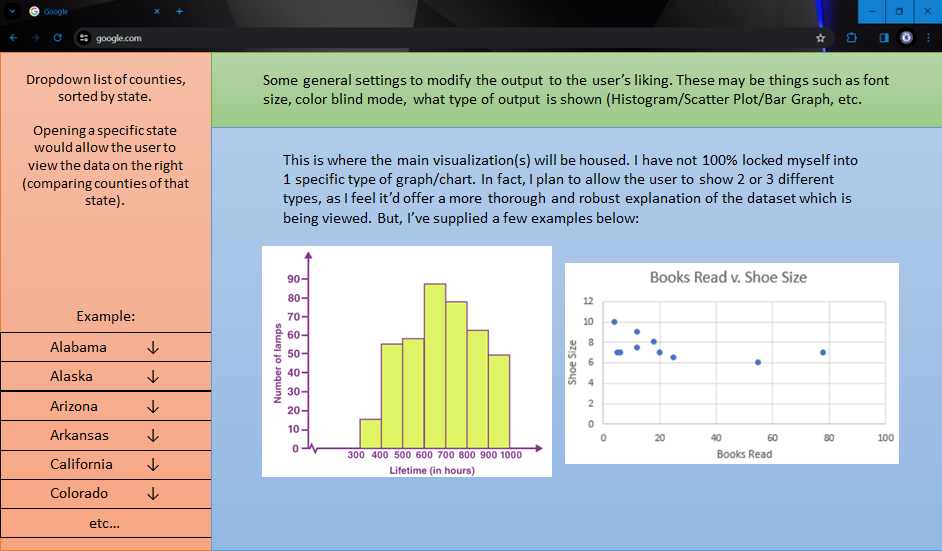 Google
google.com
Dropdown list of counties,
sorted by state.
Opening a specific state
would allow the user to
view the data on the right
(comparing counties of that
state).
Example:
Alabama ↓
Alaska ↓
Arizona ↓
Arkansas ↓
California ↓
Colorado ↓
etc...
Some general settings to modify the output to the user's liking. These may be things such as font
size, color blind mode, what type of output is shown (Histogram/Scatter Plot/Bar Graph, etc.
This is where the main visualization(s) will be housed. I have not 100% locked myself into
1 specific type of graph/chart. In fact, I plan to allow the user to show 2 or 3 different
types, as I feel it'd offer a more thorough and robust explanation of the dataset which is
being viewed. But, I've supplied a few examples below:
Number of lamps
90
80
70
60
50
40
30
20
10
0
300 400 500 600 700 800 900 1000
Lifetime (in hours)
Books Read v. Shoe Size
Shoe Size
12
10
8
6
4
2
0
0 20 40 60 80 100
Books Read